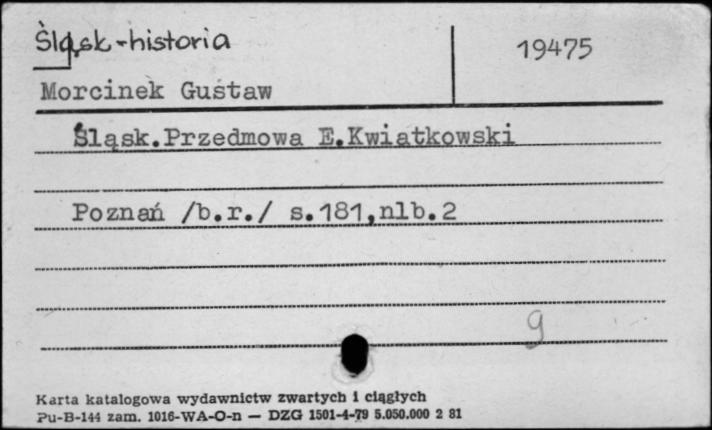 Śląsk-historia
19475
Morcinek Gustaw
Śląsk.Przedmowa E.Kwiatkowski
Poznań /b.r./ s.181,nlb.2
9
Karta katalogowa wydawnictw zwartych i ciągłych
Pu-B-144 zam. 1016-WA-O-n — DZG 1501-4-79 5.050.000 2 81